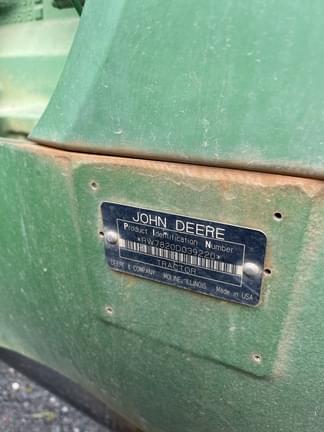 JOHN DEERE
Product Identification Number
*RW7820D039220*
TRACTOR
DEERE & COMPANY MOLINE, ILLINOIS Made in USA